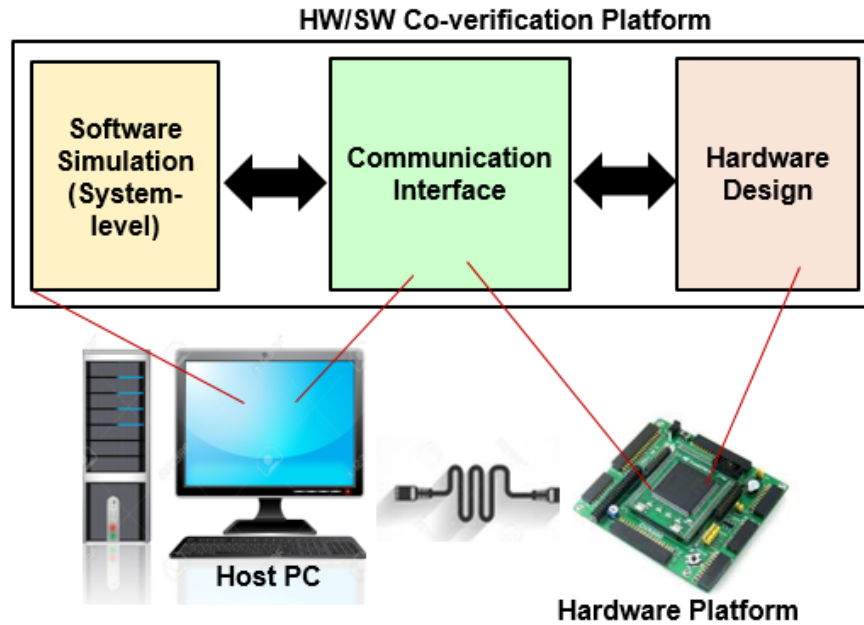 HW/SW Co-verification Platform
Software
Simulation
(System-
level)
Communication
Interface
Hardware
Design
Host PC
Hardware Platform